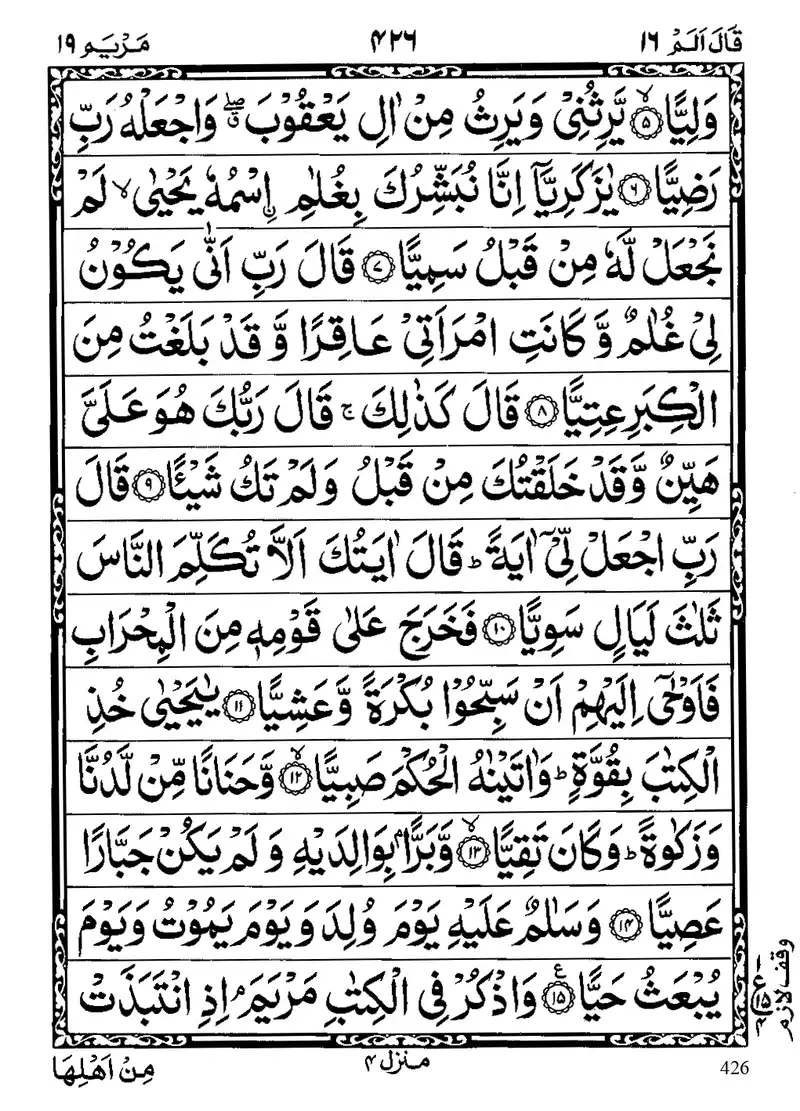 قَالَ اَلَمْ ١٦
٤٢٦
مَرْيَم ١٩
وَلِيًّا ۙ﴿۵﴾ يَّرِثُنِىْ وَيَرِثُ مِنْ اٰلِ يَعْقُوْبَ ۖۗ وَاجْعَلْهُ رَبِّ
رَضِيًّا ﴿۶﴾ يٰزَكَرِيَّاۤ اِنَّا نُبَشِّرُكَ بِغُلٰمِ ۨاسْمُهٗ يَحْيٰى ۙ لَمْ
نَجْعَلْ لَّهٗ مِنْ قَبْلُ سَمِيًّا ﴿۷﴾ قَالَ رَبِّ اَنّٰى يَكُوْنُ
لِىْ غُلٰمٌ وَّ كَانَتِ امْرَاَتِىْ عَاقِرًا وَّ قَدْ بَلَغْتُ مِنَ
الْكِبَرِ عِتِيًّا ﴿۸﴾ قَالَ كَذٰلِكَ ۚ قَالَ رَبُّكَ هُوَ عَلَىَّ
هَيِّنٌ وَّقَدْ خَلَقْتُكَ مِنْ قَبْلُ وَلَمْ تَكُ شَيْـًٔا ﴿۹﴾ قَالَ
رَبِّ اجْعَلْ لِّىْۤ اٰيَةً ؕ قَالَ اٰيَتُكَ اَلَّا تُكَلِّمَ النَّاسَ
ثَلٰثَ لَيَالٍ سَوِيًّا ﴿۱۰﴾ فَخَرَجَ عَلٰى قَوْمِهٖ مِنَ الْمِحْرَابِ
فَاَوْحٰۤى اِلَيْهِمْ اَنْ سَبِّحُوْا بُكْرَةً وَّعَشِيًّا ﴿۱۱﴾ يٰيَحْيٰى خُذِ
الْكِتٰبَ بِقُوَّةٍ ؕ وَاٰتَيْنٰهُ الْحُكْمَ صَبِيًّا ۙ﴿۱۲﴾ وَّحَنَانًا مِّنْ لَّدُنَّا
وَزَكٰوةً ؕ وَكَانَ تَقِيًّا ۙ﴿۱۳﴾ وَّبَرًّۢا بِوَالِدَيْهِ وَ لَمْ يَكُنْ جَبَّارًا
عَصِيًّا ﴿۱۴﴾ وَسَلٰمٌ عَلَيْهِ يَوْمَ وُلِدَ وَ يَوْمَ يَمُوْتُ وَيَوْمَ
يُبْعَثُ حَيًّا ﴿۱۵﴾ۧ وَاذْكُرْ فِى الْكِتٰبِ مَرْيَمَ ۘ اِذِ انْتَبَذَتْ
ع ۱۵
وقف لازم
مِنْ اَهْلِهَا
منزل ۴
426